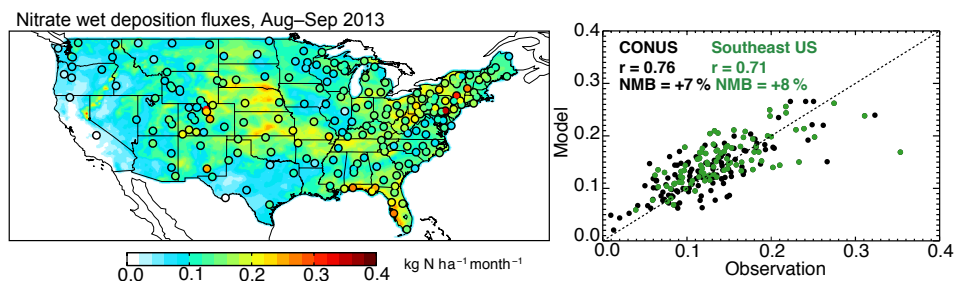 Nitrate wet deposition fluxes, Aug–Sep 2013
0.0 0.1 0.2 0.3 0.4
kg N ha⁻¹ month⁻¹
0.4
0.3
0.2
0.1
0.0
Model
CONUS
r = 0.76
NMB = +7 %
Southeast US
r = 0.71
NMB = +8 %
0.1 0.2 0.3 0.4
Observation